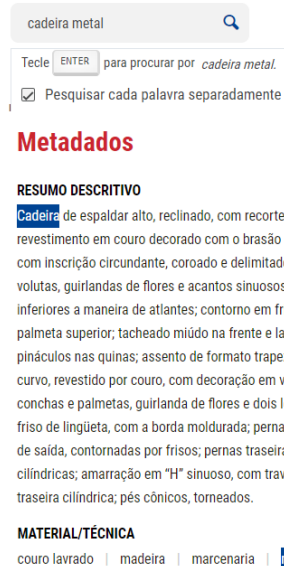 cadeira metal
Tecle ENTER para procurar por cadeira metal.
Pesquisar cada palavra separadamente
Metadados
RESUMO DESCRITIVO
Cadeira de espaldar alto, reclinado, com recorte
revestimento em couro decorado com o brasão
com inscrição circundante, coroado e delimitad
volutas, guirlandas de flores e acantos sinuosos
inferiores a maneira de atlantes; contorno em fr
palmeta superior; tacheado miúdo na frente e la
pináculos nas quinas; assento de formato trape
curvo, revestido por couro, com decoração em v
conchas e palmetas, guirlanda de flores e dois l
friso de lingüeta, com a borda moldurada; perna
de saída, contornadas por frisos; pernas traseira
cilíndricas; amarração em “H” sinuoso, com trav
traseira cilíndrica; pés cônicos, torneados.
MATERIAL/TÉCNICA
couro lavrado | madeira | marcenaria |